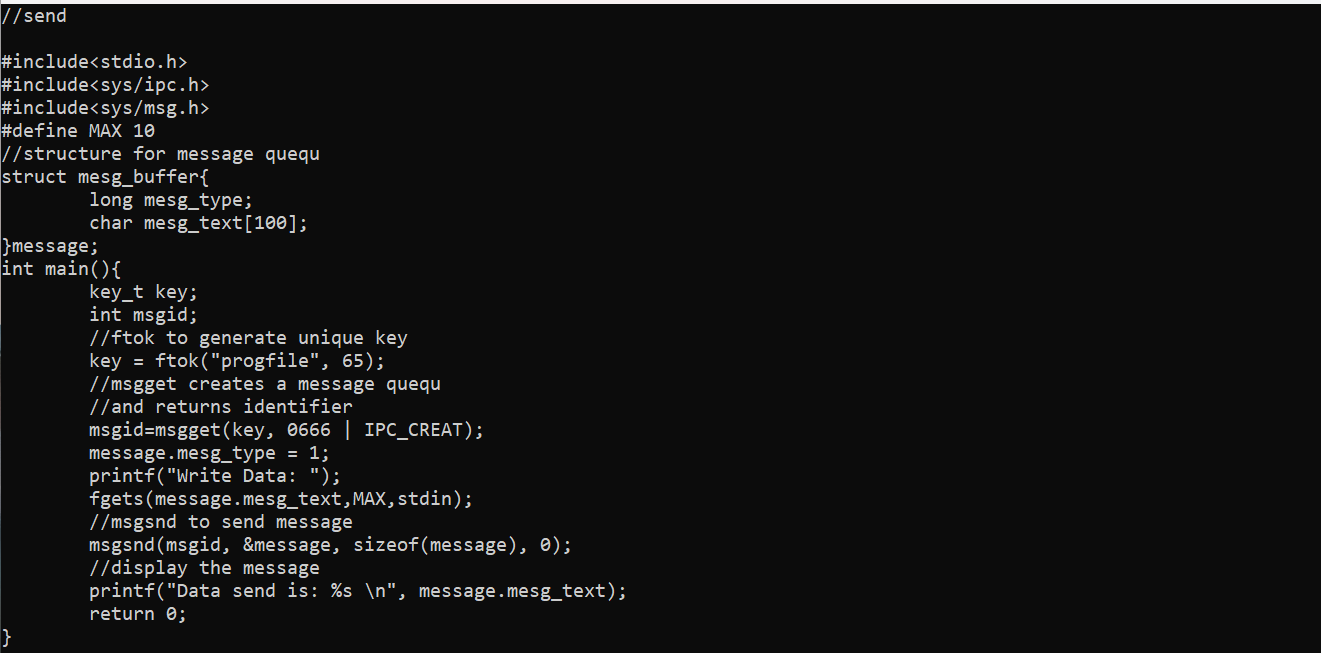 //send

#include<stdio.h>
#include<sys/ipc.h>
#include<sys/msg.h>
#define MAX 10
//structure for message ququ
struct mesg_buffer{
        long mesg_type;
        char mesg_text[100];
}message;
int main(){
        key_t key;
        int msgid;
        //ftok to generate unique key
        key = ftok("progfile", 65);
        //msgget creates a message ququ
        //and returns identifier
        msgid=msgget(key, 0666 | IPC_CREAT);
        message.mesg_type = 1;
        printf("Write Data: ");
        fgets(message.mesg_text,MAX,stdin);
        //msgsnd to send message
        msgsnd(msgid, &message, sizeof(message), 0);
        //display the message
        printf("Data send is: %s \n", message.mesg_text);
        return 0;
}